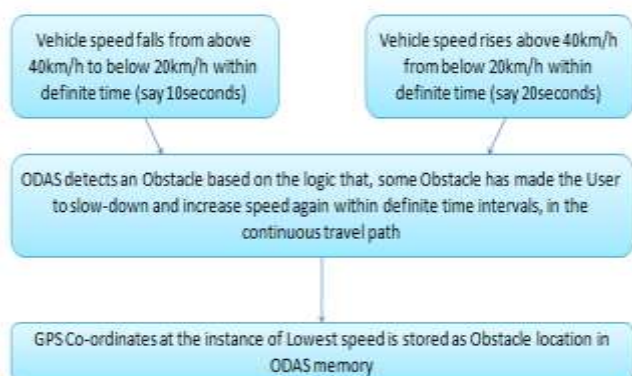 Vehicle speed falls from above
40km/h to below 20km/h within
definite time (say 10seconds)
Vehicle speed rises above 40km/h
from below 20km/h within
definite time (say 20seconds)
ODAS detects an Obstacle based on the logic that, some Obstacle has made the User
to slow-down and increase speed again within definite time intervals, in the
continuous travel path
GPS Co-ordinates at the instance of Lowest speed is stored as Obstacle location in
ODAS memory